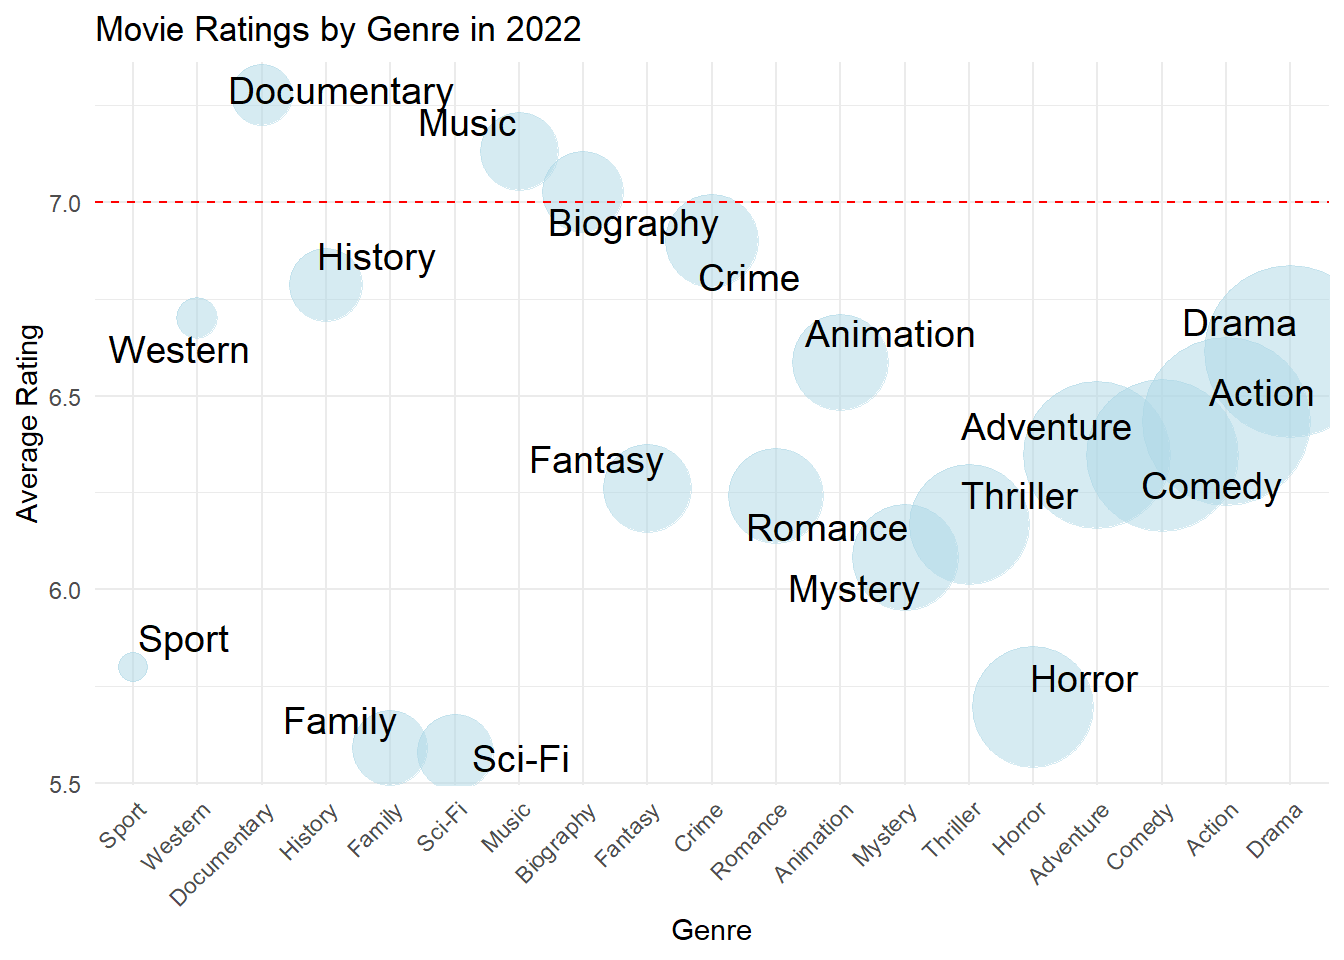 Movie Ratings by Genre in 2022
Documentary
Music
Biography
History
Crime
Western
Animation
Drama
Action
Adventure
Fantasy
Comedy
Thriller
Romance
Mystery
Sport
Horror
Family
Sci-Fi
7.0
6.5
6.0
5.5
Average Rating
Sport
Western
Documentary
History
Family
Sci-Fi
Music
Biography
Fantasy
Crime
Romance
Animation
Mystery
Thriller
Horror
Adventure
Comedy
Action
Drama
Genre